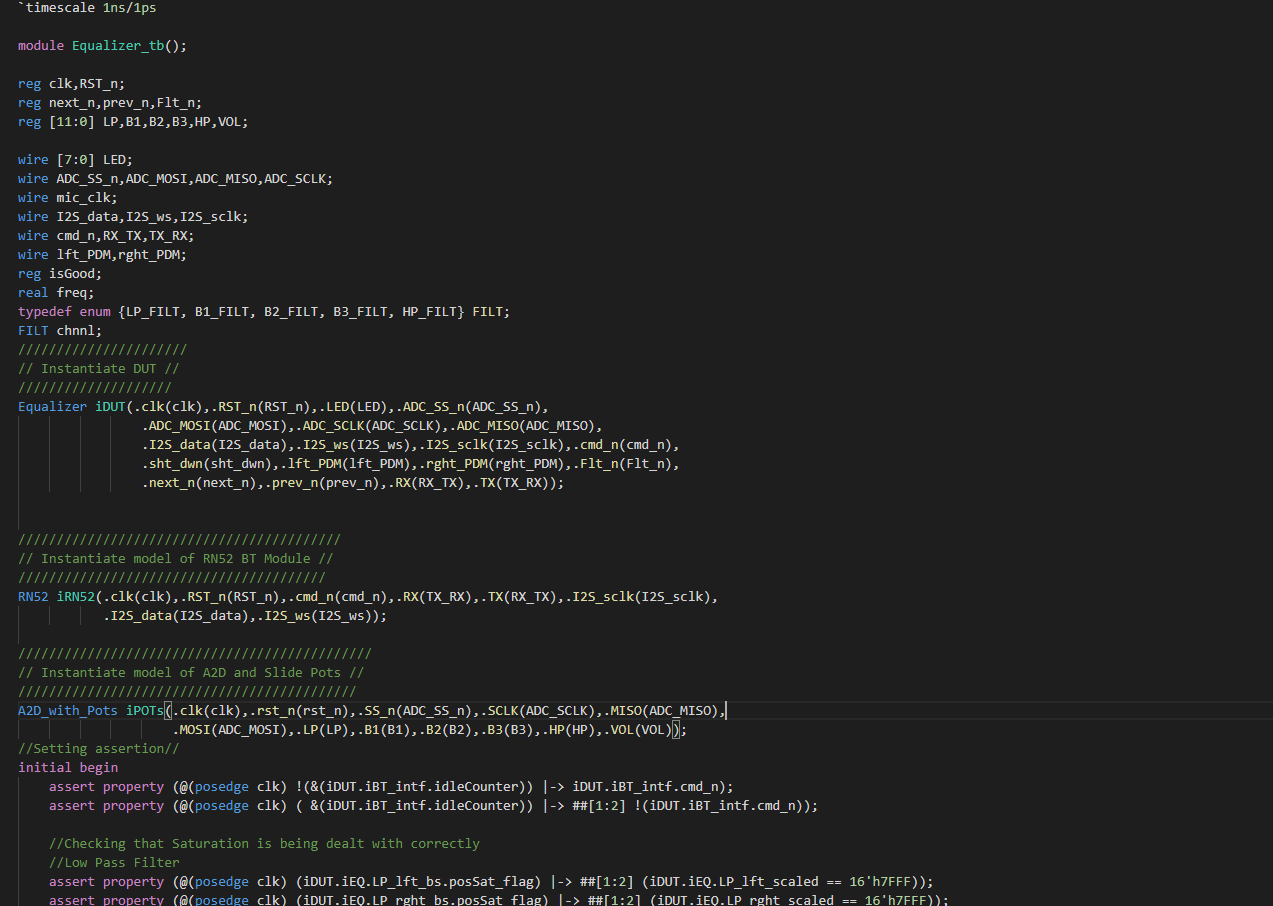 `timescale 1ns/1ps
module Equalizer_tb();
reg clk,RST_n;
reg next_n,prev_n,Flt_n;
reg [11:0] LP,B1,B2,B3,HP,VOL;
wire [7:0] LED;
wire ADC_SS_n,ADC_MOSI,ADC_MISO,ADC_SCLK;
wire mic_clk;
wire I2S_data,I2S_ws,I2S_sclk;
wire cmd_n,RX_TX,TX_RX;
wire lft_PDM,rght_PDM;
reg isGood;
real freq;
typedef enum {LP_FILT, B1_FILT, B2_FILT, B3_FILT, HP_FILT} FILT;
FILT chnnl;
//////////////////////
// Instantiate DUT //
////////////////////
Equalizer iDUT(.clk(clk),.RST_n(RST_n),.LED(LED),.ADC_SS_n(ADC_SS_n),
.ADC_MOSI(ADC_MOSI),.ADC_SCLK(ADC_SCLK),.ADC_MISO(ADC_MISO),
.I2S_data(I2S_data),.I2S_ws(I2S_ws),.I2S_sclk(I2S_sclk),.cmd_n(cmd_n),
.sht_dwn(sht_dwn),.lft_PDM(lft_PDM),.rght_PDM(rght_PDM),.Flt_n(Flt_n),
.next_n(next_n),.prev_n(prev_n),.RX(RX_TX),.TX(TX_RX));
//////////////////////////////////////////
// Instantiate model of RN52 BT Module //
////////////////////////////////////////
RN52 iRN52(.clk(clk),.RST_n(RST_n),.cmd_n(cmd_n),.RX(TX_RX),.TX(RX_TX),.I2S_sclk(I2S_sclk),
.I2S_data(I2S_data),.I2S_ws(I2S_ws));
//////////////////////////////////////////////
// Instantiate model of A2D and Slide Pots //
////////////////////////////////////////////
A2D_with_Pots iPOTs(.clk(clk),.rst_n(rst_n),.SS_n(ADC_SS_n),.SCLK(ADC_SCLK),.MISO(ADC_MISO),
.MOSI(ADC_MOSI),.LP(LP),.B1(B1),.B2(B2),.B3(B3),.HP(HP),.VOL(VOL));
//Setting assertion//
initial begin
assert property (@(posedge clk) !(&(iDUT.iBT_intf.idleCounter)) |-> iDUT.iBT_intf.cmd_n);
assert property (@(posedge clk) ( &(iDUT.iBT_intf.idleCounter)) |-> ##[1:2] !(iDUT.iBT_intf.cmd_n));
//Checking that Saturation is being dealt with correctly
//Low Pass Filter
assert property (@(posedge clk) (iDUT.iEQ.LP_lft_bs.posSat_flag) |-> ##[1:2] (iDUT.iEQ.LP_lft_scaled == 16'h7FFF));
assert property (@(posedge clk) (iDUT.iEQ.LP_rght_bs.posSat_flag) |-> ##[1:2] (iDUT.iEQ.LP_rght_scaled == 16'h7FFF));